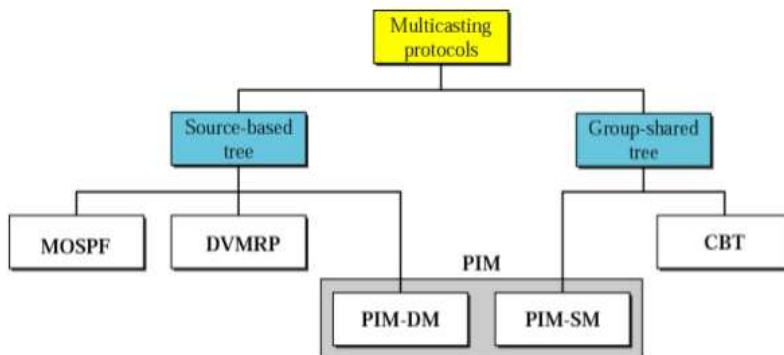 Multicasting
protocols
Source-based
tree
Group-shared
tree
MOSPF
DVMRP
CBT
PIM
PIM-DM
PIM-SM